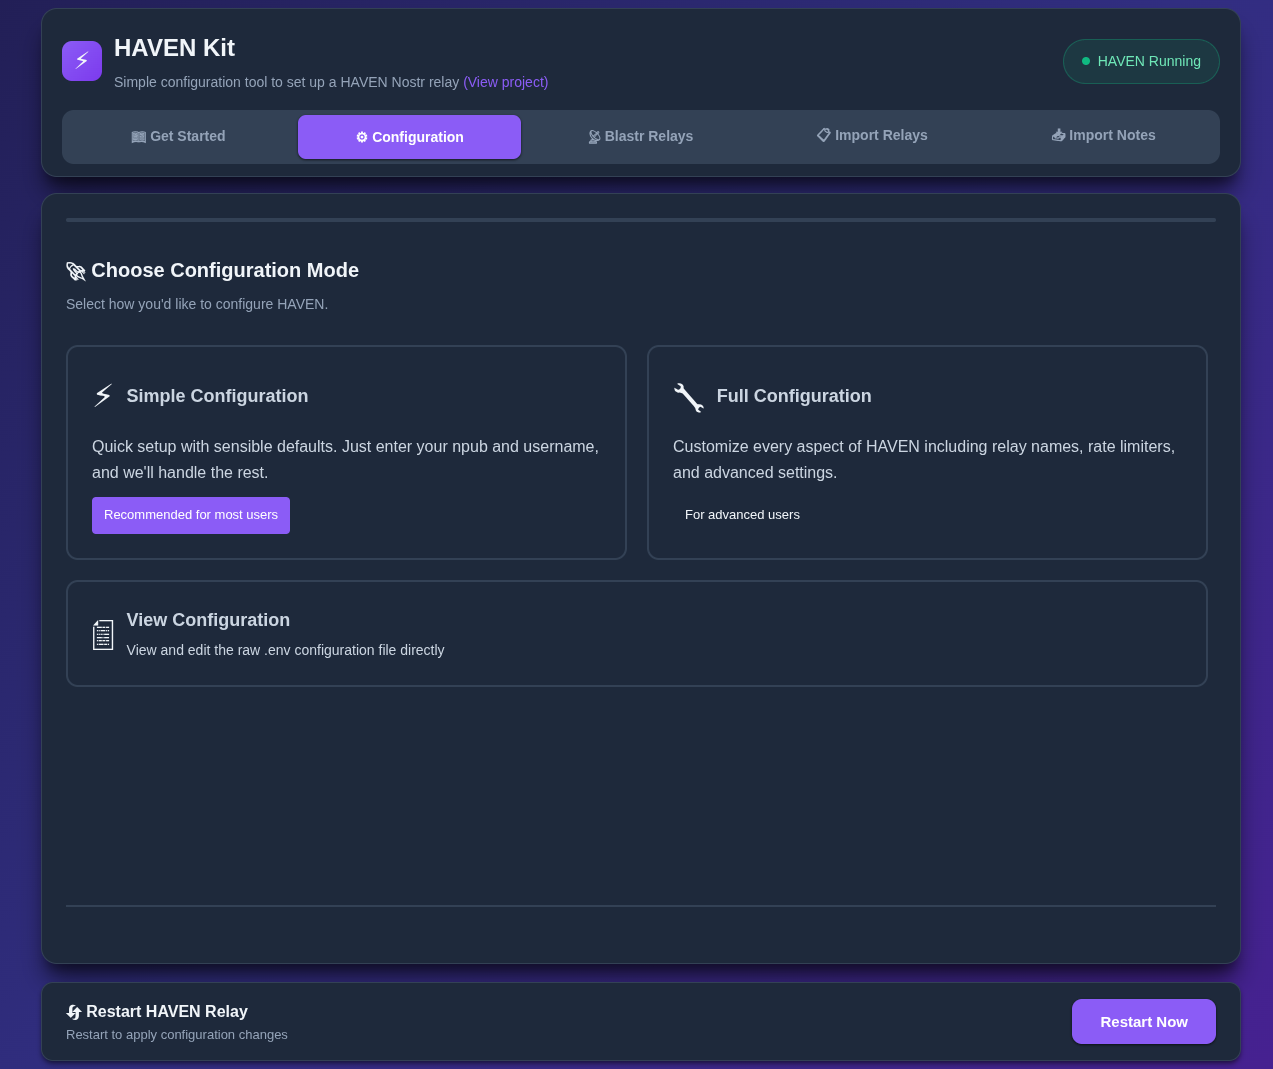 HAVEN Kit
Simple configuration tool to set up a HAVEN Nostr relay (View project)
HAVEN Running
Get Started
Configuration
Blastr Relays
Import Relays
Import Notes
Choose Configuration Mode
Select how you'd like to configure HAVEN.
Simple Configuration
Quick setup with sensible defaults. Just enter your npub and username,
and we'll handle the rest.
Recommended for most users
Full Configuration
Customize every aspect of HAVEN including relay names, rate limiters,
and advanced settings.
For advanced users
View Configuration
View and edit the raw .env configuration file directly
Restart HAVEN Relay
Restart to apply configuration changes
Restart Now